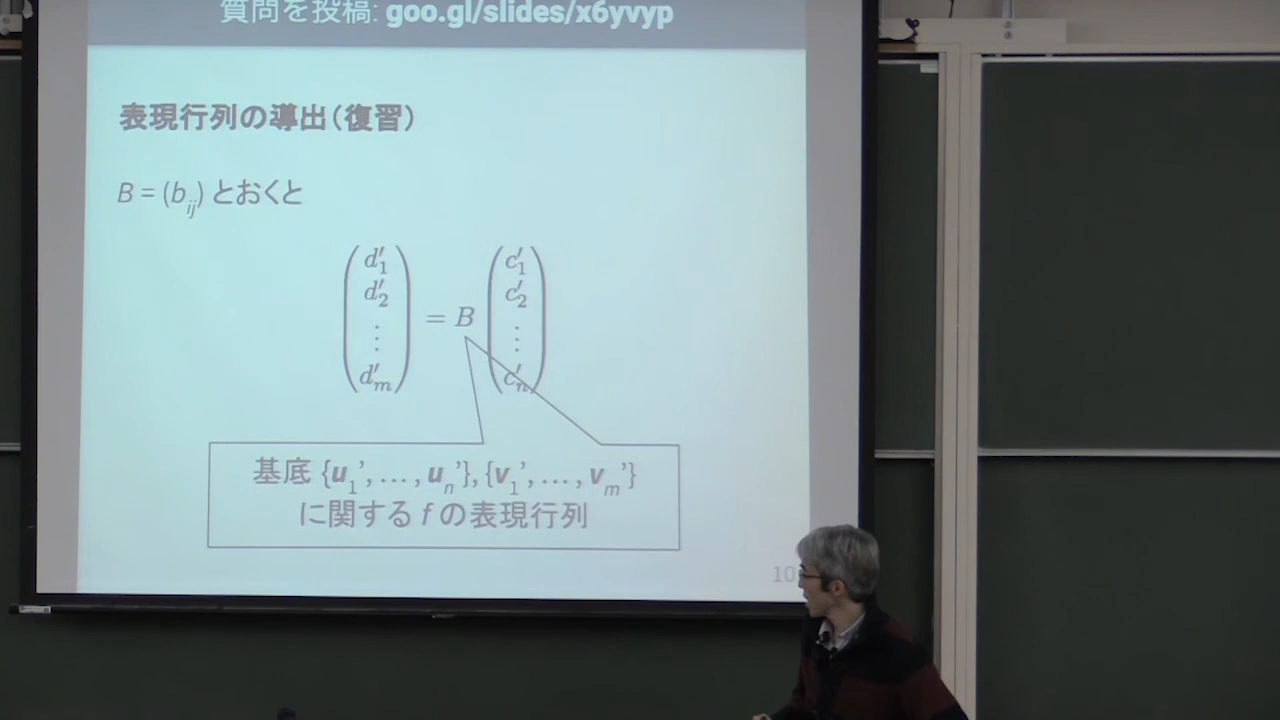 質問を投稿: goo.gl/slides/x6yvyp
表現行列の導出(復習)
B = (b_ij) とおくと
(d'_1 d'_2 ⋮ d'_m) = B (c'_1 c'_2 ⋮ c'_n)
基底 {u_1', … , u_n'}, {v_1', … , v_m'}
に関する f の表現行列
10